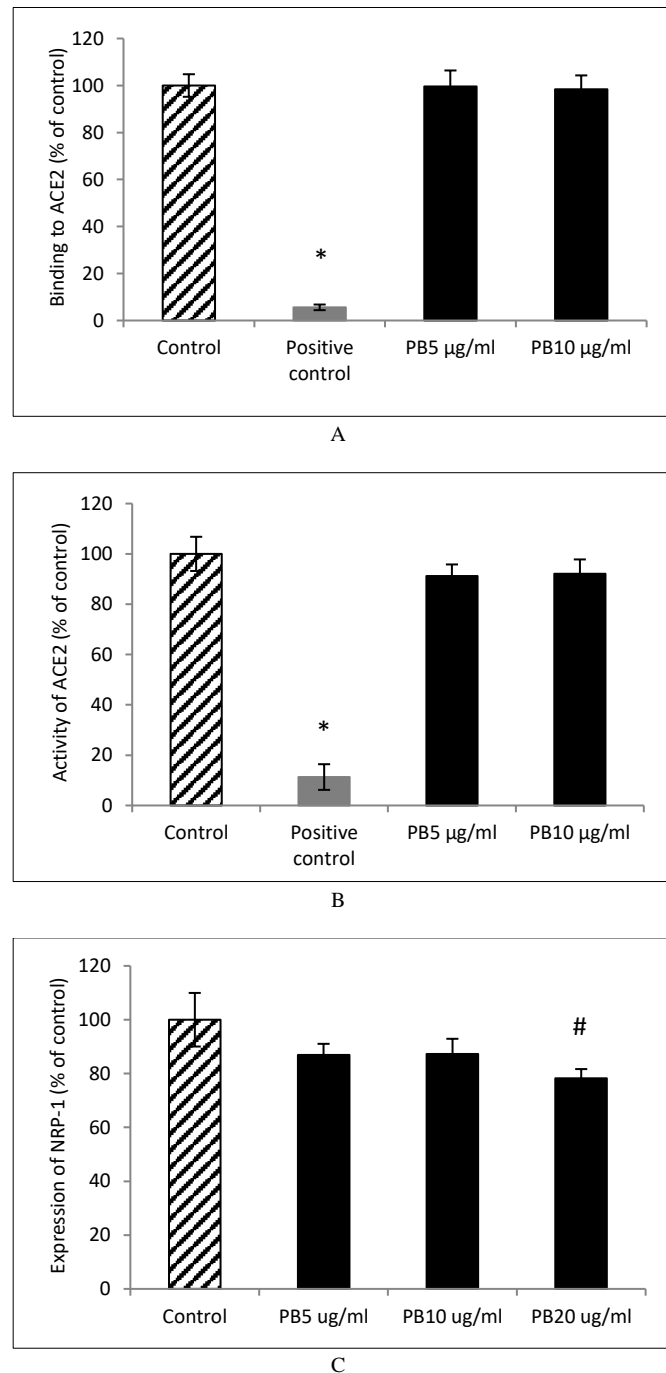 Binding to ACE2 (% of control)
120
100
80
60
40
20
0
*
Control
Positive
control
PB5 µg/ml
PB10 µg/ml
A
Activity of ACE2 (% of control)
120
100
80
60
40
20
0
*
Control
Positive
control
PB5 µg/ml
PB10 µg/ml
B
Expression of NRP-1 (% of control)
120
100
80
60
40
20
0
#
Control
PB5 ug/ml
PB10 ug/ml
PB20 ug/ml
C